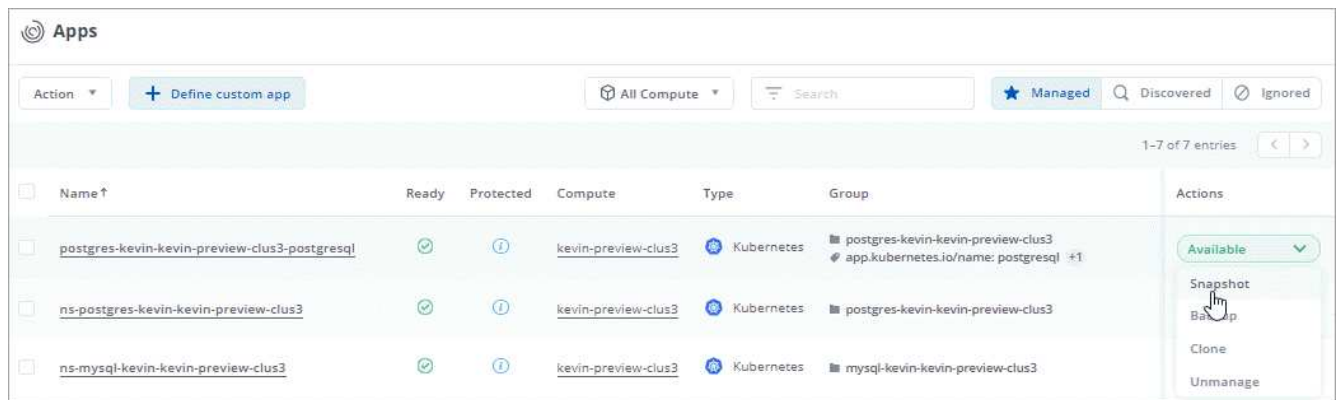 Apps
Action Define custom app All Compute Search Managed Discovered Ignored
1-7 of 7 entries
Name Ready Protected Compute Type Group Actions
postgres-kevin-kevin-preview-clus3-postgresql kevin-preview-clus3 Kubernetes postgres-kevin-kevin-preview-clus3 Available
app.kubernetes.io/name: postgresql +1
Snapshot
ns-postgres-kevin-kevin-preview-clus3 kevin-preview-clus3 Kubernetes postgres-kevin-kevin-preview-clus3
Backup
Clone
ns-mysql-kevin-kevin-preview-clus3 kevin-preview-clus3 Kubernetes mysql-kevin-kevin-preview-clus3
Unmanage